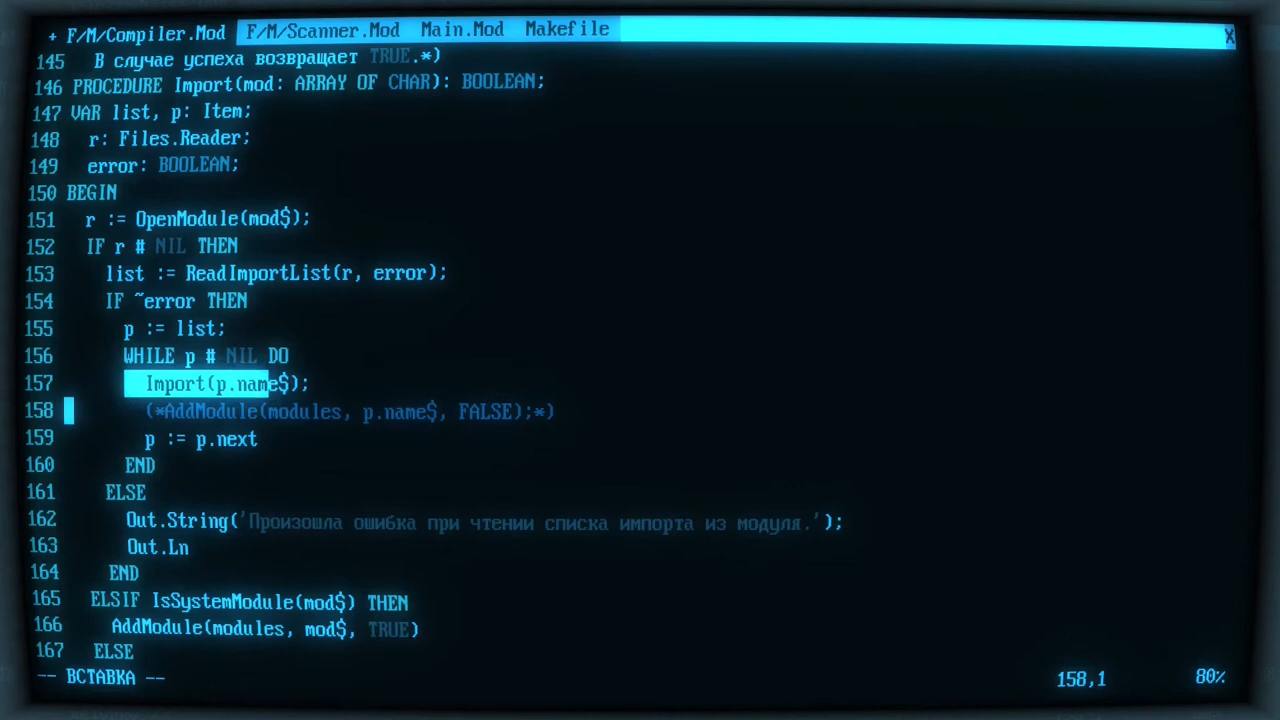 + F/M/Compiler.Mod F/M/Scanner.Mod Main.Mod Makefile X
145 В случае успеха возвращает TRUE.*)
146 PROCEDURE Import(mod: ARRAY OF CHAR): BOOLEAN;
147 VAR list, p: Item;
148 r: Files.Reader;
149 error: BOOLEAN;
150 BEGIN
151 r := OpenModule(mod$);
152 IF r # NIL THEN
153 list := ReadImportList(r, error);
154 IF ~error THEN
155 p := list;
156 WHILE p # NIL DO
157 Import(p.name$);
158 (*AddModule(modules, p.name$, FALSE);*)
159 p := p.next
160 END
161 ELSE
162 Out.String('Произошла ошибка при чтении списка импорта из модуля.');
163 Out.Ln
164 END
165 ELSIF IsSystemModule(mod$) THEN
166 AddModule(modules, mod$, TRUE)
167 ELSE
-- ВСТАВКА -- 158,1 80%